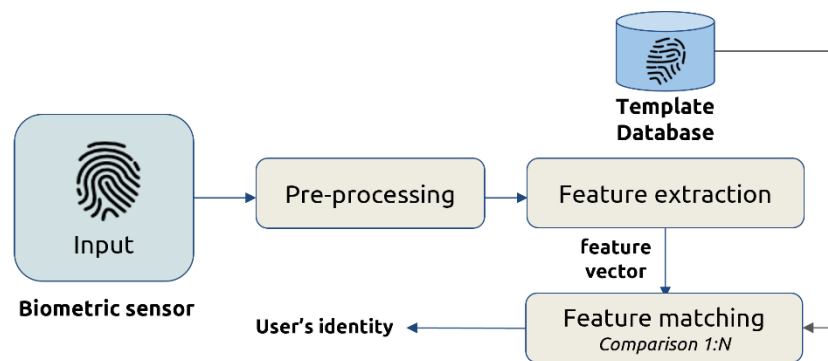 Template
Database
Input
Biometric sensor
Pre-processing
Feature extraction
feature
vector
Feature matching
Comparison 1:N
User's identity